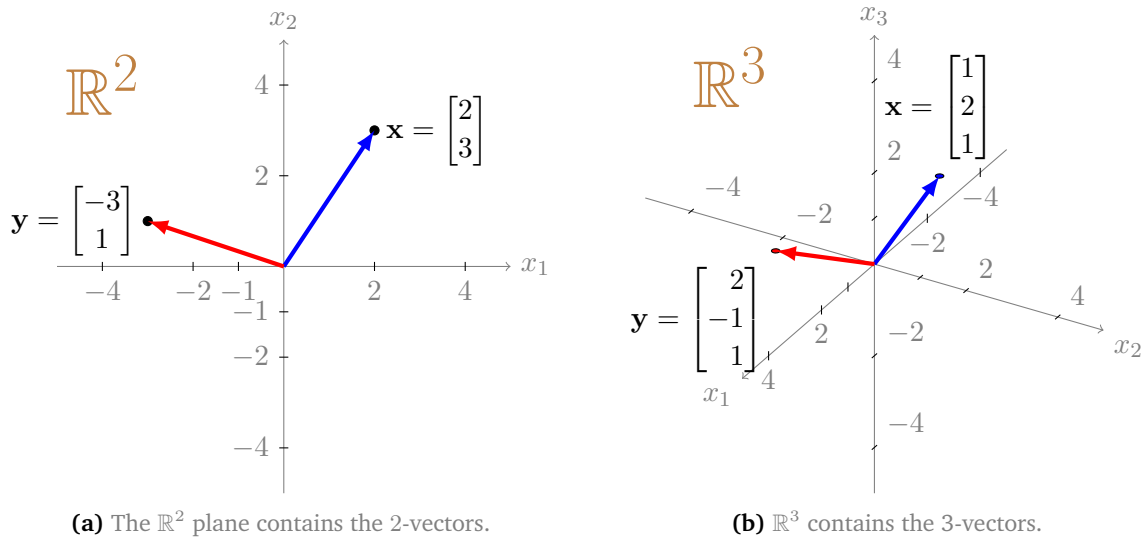 x₂
ℝ²
4
x = [2
3]
2
y = [−3
1]
x₁
−4
−2
−1
2
4
−1
−2
−4
(a) The ℝ² plane contains the 2-vectors.
x₃
ℝ³
4
x = [1
2
1]
2
−4
−4
−2
−2
2
4
y = [2
−1
1]
2
−2
x₂
4
x₁
−4
(b) ℝ³ contains the 3-vectors.